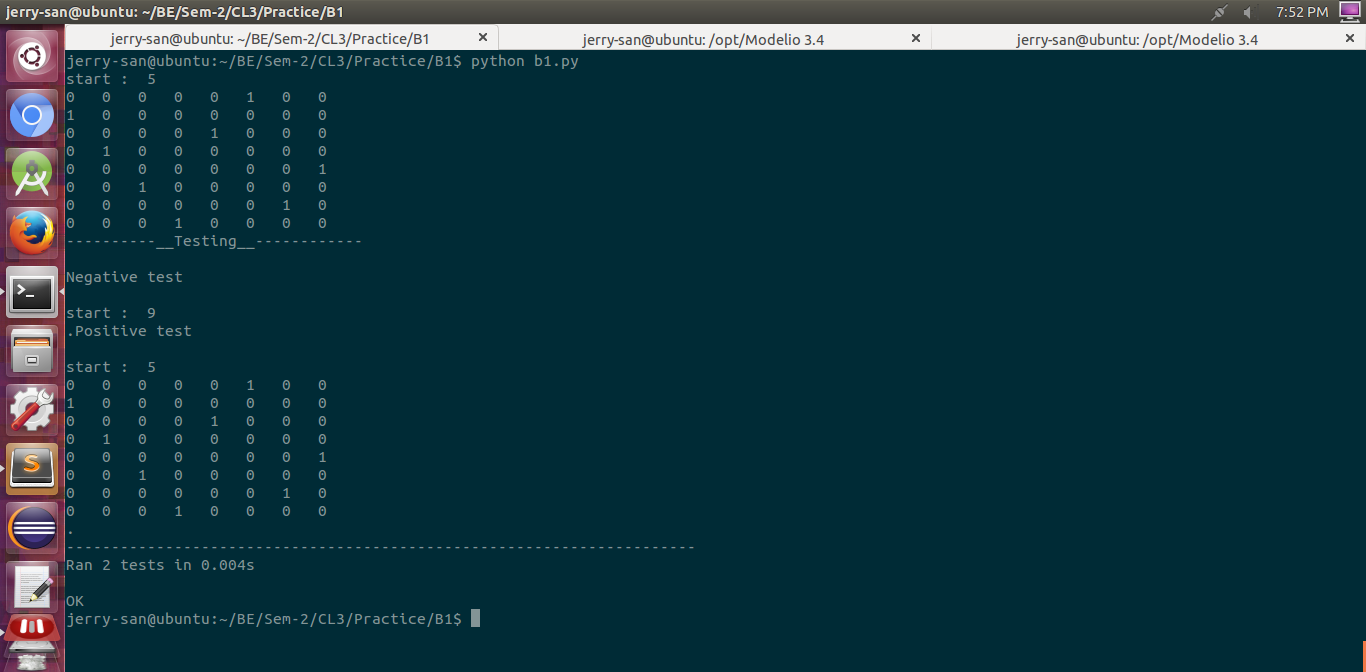 jerry-san@ubuntu: ~/BE/Sem-2/CL3/Practice/B1 7:52 PM
jerry-san@ubuntu: ~/BE/Sem-2/CL3/Practice/B1 × jerry-san@ubuntu: /opt/Modelio 3.4 × jerry-san@ubuntu: /opt/Modelio 3.4 ×
jerry-san@ubuntu:~/BE/Sem-2/CL3/Practice/B1$ python b1.py
start :  5
0   0   0   0   0   1   0   0
1   0   0   0   0   0   0   0
0   0   0   0   1   0   0   0
0   1   0   0   0   0   0   0
0   0   0   0   0   0   0   1
0   0   1   0   0   0   0   0
0   0   0   0   0   0   1   0
0   0   0   1   0   0   0   0
----------__Testing__------------
Negative test
start :  9
.Positive test
start :  5
0   0   0   0   0   1   0   0
1   0   0   0   0   0   0   0
0   0   0   0   1   0   0   0
0   1   0   0   0   0   0   0
0   0   0   0   0   0   0   1
0   0   1   0   0   0   0   0
0   0   0   0   0   0   1   0
0   0   0   1   0   0   0   0
.
----------------------------------------------------------------------
Ran 2 tests in 0.004s
OK
jerry-san@ubuntu:~/BE/Sem-2/CL3/Practice/B1$